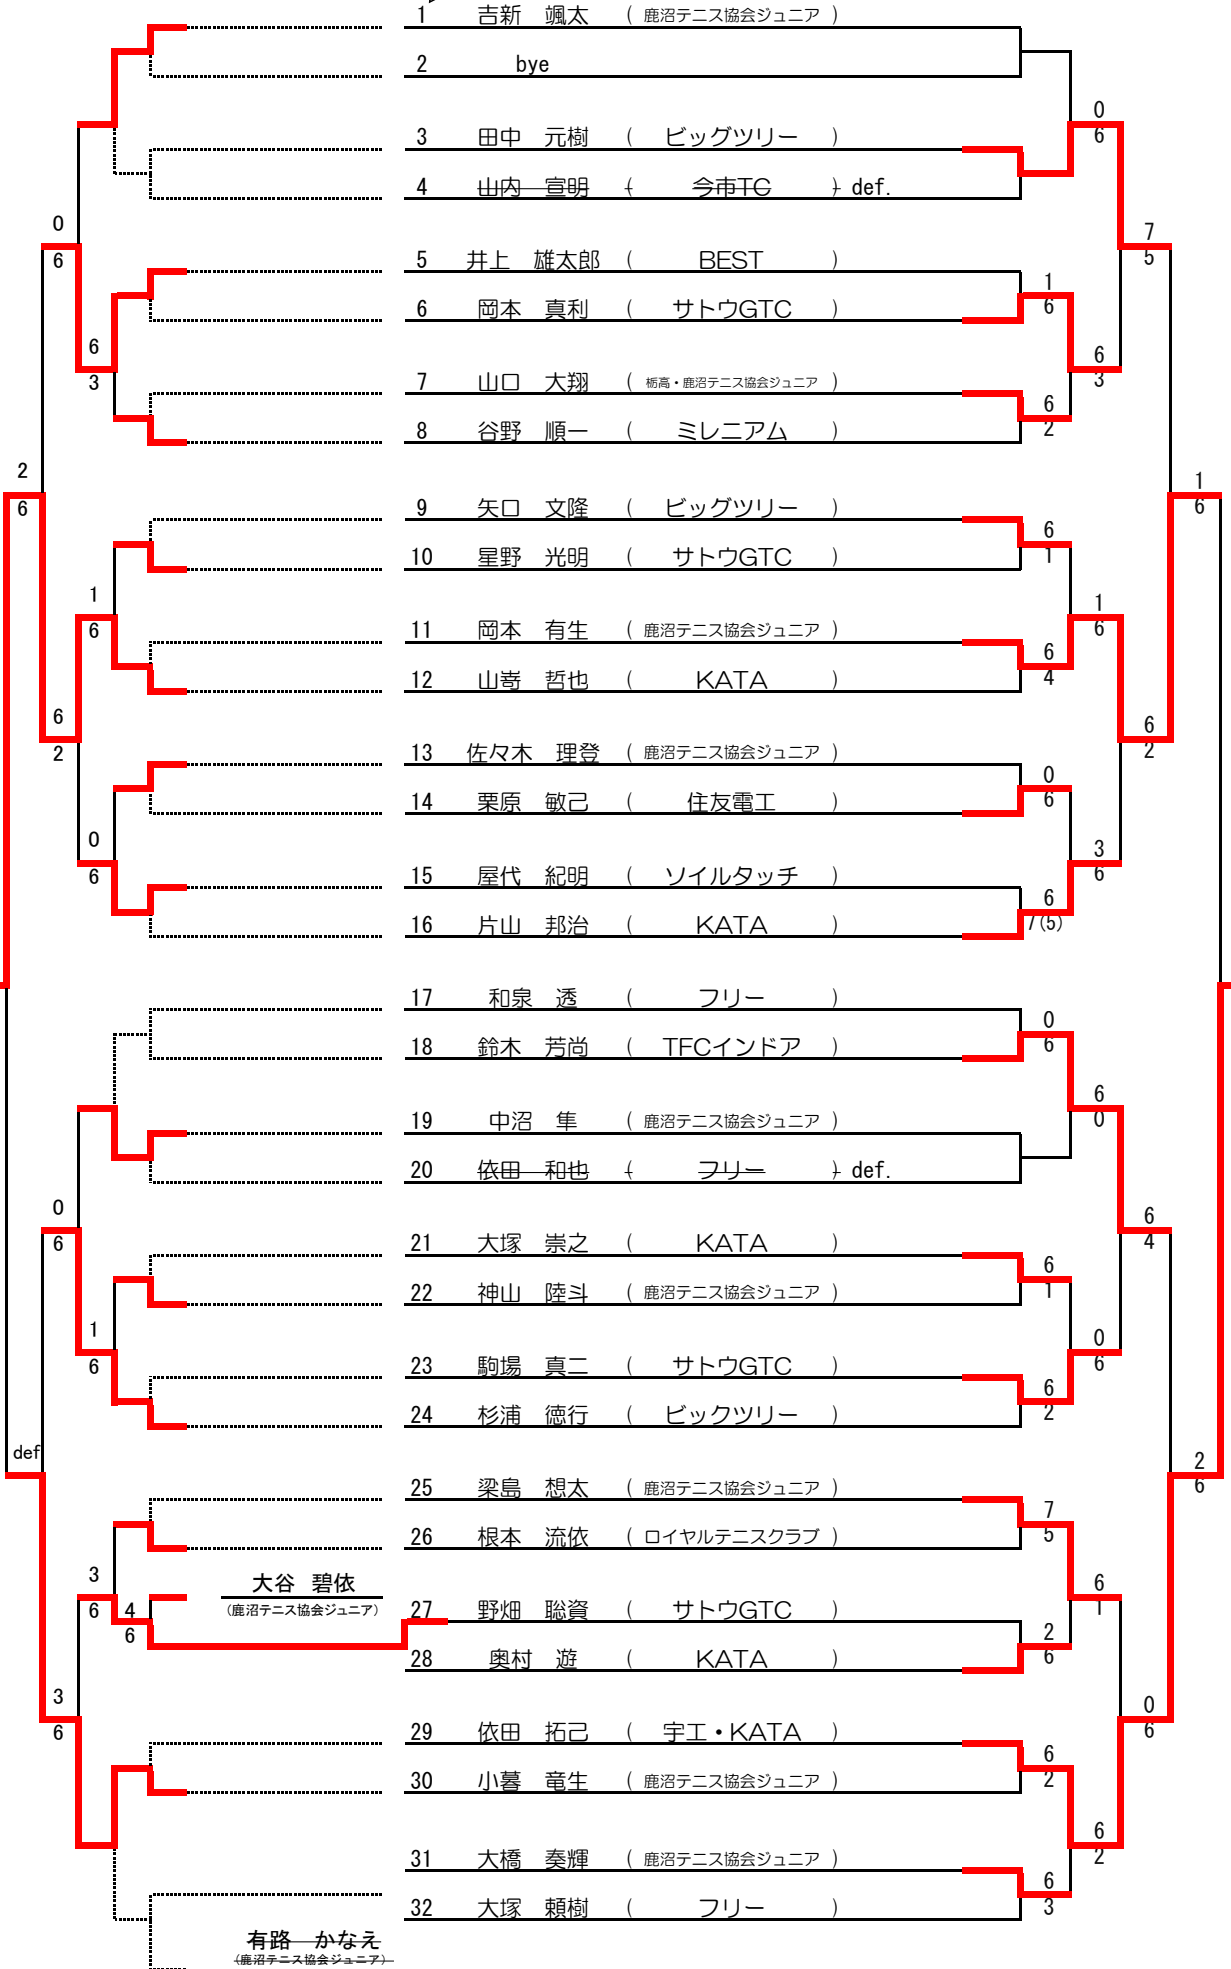 1 吉新 颯太 ( 鹿沼テニス協会ジュニア )
2 bye
0
6
3 田中 元樹 ( ビッグツリー )
4 山内 宣明 ( 今市TC ) def.
0
6
7
5
5 井上 雄太郎 ( BEST )
1
6
6 岡本 真利 ( サトウGTC )
6
3
6
3
7 山口 大翔 ( 栃高・鹿沼テニス協会ジュニア )
6
2
8 谷野 順一 ( ミレニアム )
2
6
1
6
9 矢口 文隆 ( ビッグツリー )
6
1
10 星野 光明 ( サトウGTC )
1
6
1
6
11 岡本 有生 ( 鹿沼テニス協会ジュニア )
6
4
12 山嵜 哲也 ( KATA )
6
2
6
2
13 佐々木 理登 ( 鹿沼テニス協会ジュニア )
0
6
14 栗原 敏己 ( 住友電工 )
0
6
3
6
15 屋代 紀明 ( ソイルタッチ )
6
7(5)
16 片山 邦治 ( KATA )
17 和泉 透 ( フリー )
0
6
18 鈴木 芳尚 ( TFCインドア )
6
0
19 中沼 隼 ( 鹿沼テニス協会ジュニア )
20 依田 和也 ( フリー ) def.
0
6
6
4
21 大塚 崇之 ( KATA )
6
1
22 神山 陸斗 ( 鹿沼テニス協会ジュニア )
1
6
0
6
23 駒場 真二 ( サトウGTC )
6
2
24 杉浦 徳行 ( ビックツリー )
def
2
6
25 梁島 想太 ( 鹿沼テニス協会ジュニア )
7
5
26 根本 流依 ( ロイヤルテニスクラブ )
3
6
大谷 碧依
(鹿沼テニス協会ジュニア)
4
6
6
1
27 野畑 聡資 ( サトウGTC )
2
6
28 奥村 遊 ( KATA )
3
6
0
6
29 依田 拓己 ( 宇工・KATA )
6
2
30 小暮 竜生 ( 鹿沼テニス協会ジュニア )
6
2
31 大橋 奏輝 ( 鹿沼テニス協会ジュニア )
6
3
32 大塚 頼樹 ( フリー )
有路 かなえ
(鹿沼テニス協会ジュニア)